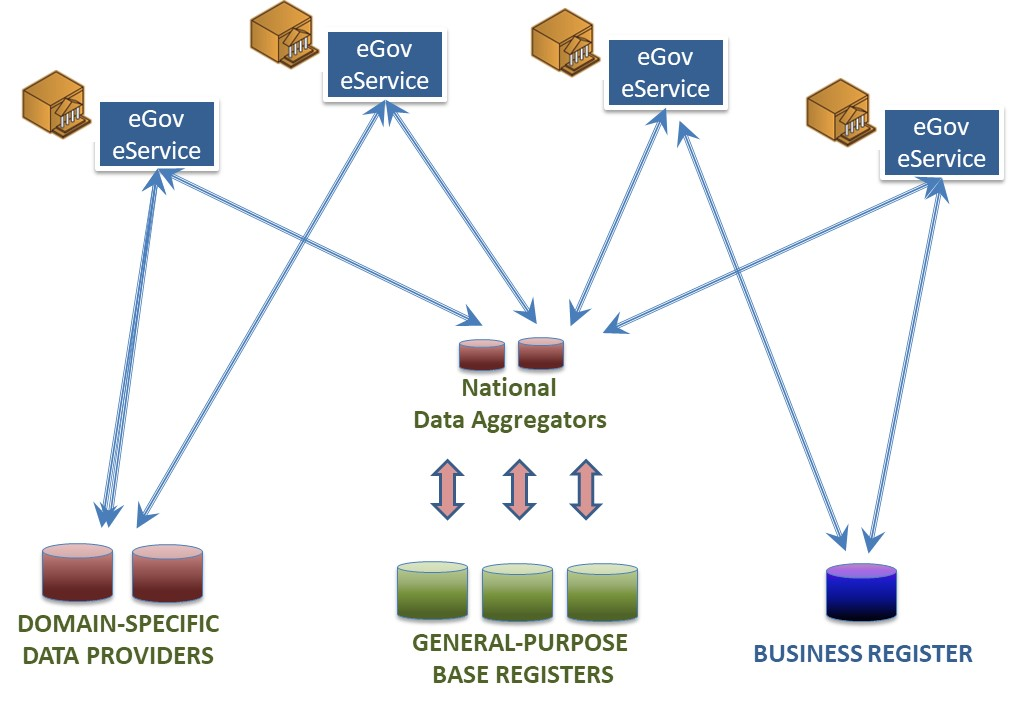 eGov
eService
eGov
eService
eGov
eService
eGov
eService
National
Data Aggregators
DOMAIN-SPECIFIC
DATA PROVIDERS
GENERAL-PURPOSE
BASE REGISTERS
BUSINESS REGISTER